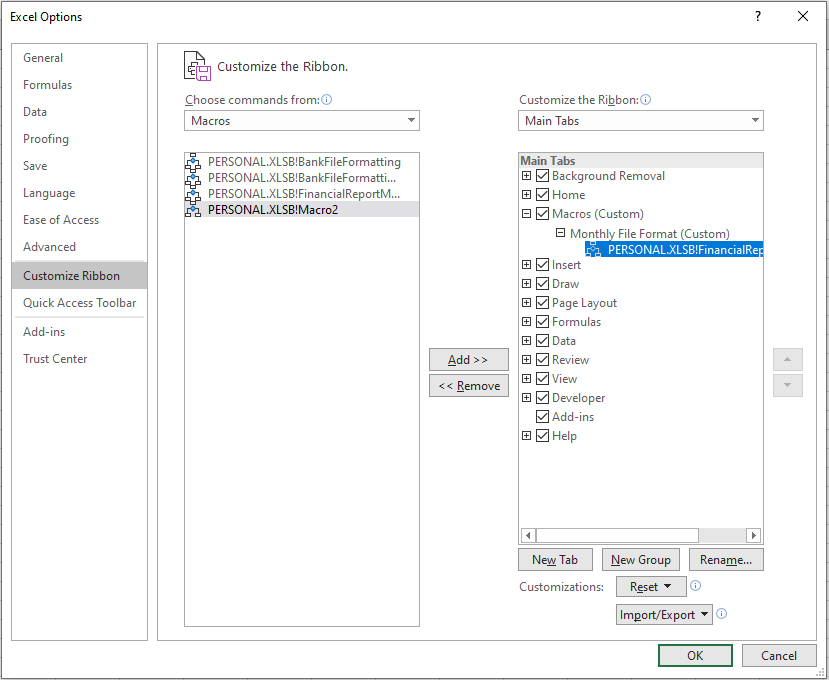 Excel Options
?
General
Formulas
Data
Proofing
Save
Language
Ease of Access
Advanced
Customize Ribbon
Quick Access Toolbar
Add-ins
Trust Center
Customize the Ribbon.
Choose commands from:
Macros
PERSONAL.XLSB!BankFileFormatting
PERSONAL.XLSB!BankFileFormatti...
PERSONAL.XLSB!FinancialReportM...
PERSONAL.XLSB!Macro2
Add >>
<< Remove
Customize the Ribbon:
Main Tabs
Main Tabs
Background Removal
Home
Macros (Custom)
Monthly File Format (Custom)
PERSONAL.XLSB!FinancialRep
Insert
Draw
Page Layout
Formulas
Data
Review
View
Developer
Add-ins
Help
New Tab
New Group
Rename...
Customizations:
Reset
Import/Export
OK
Cancel